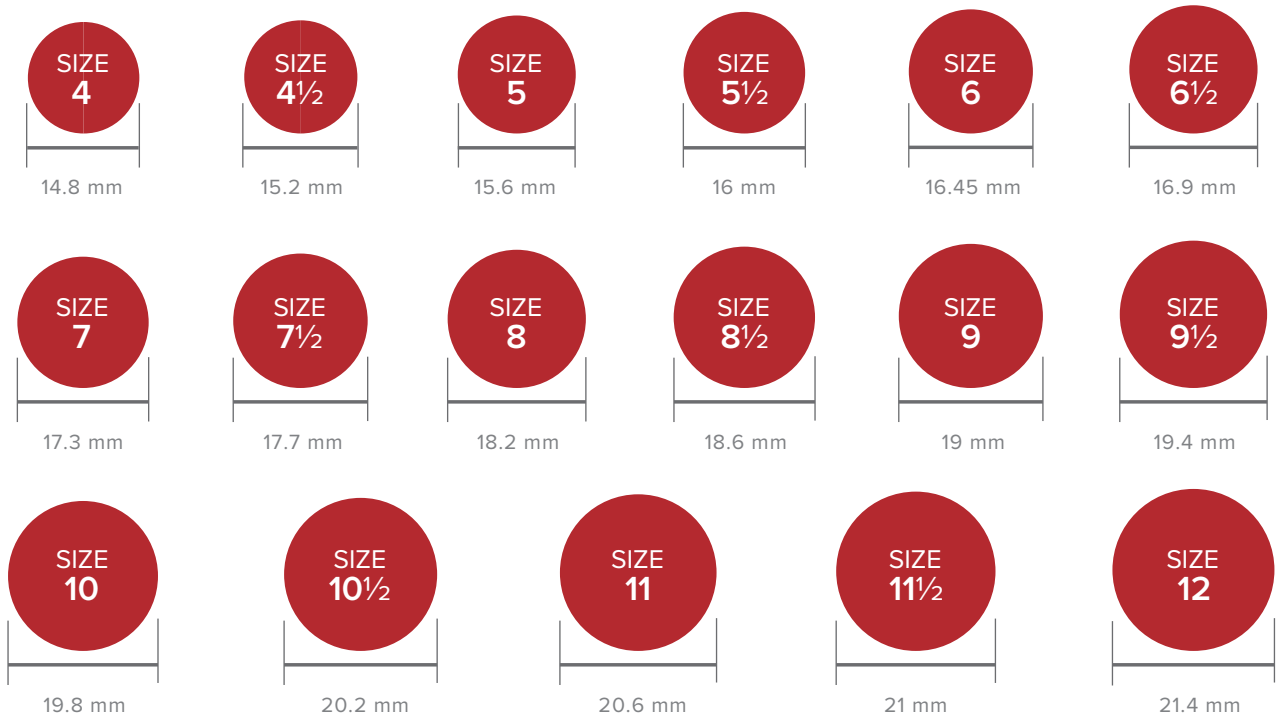 SIZE
4
SIZE
4½
SIZE
5
SIZE
5½
SIZE
6
SIZE
6½
14.8 mm
15.2 mm
15.6 mm
16 mm
16.45 mm
16.9 mm
SIZE
7
SIZE
7½
SIZE
8
SIZE
8½
SIZE
9
SIZE
9½
17.3 mm
17.7 mm
18.2 mm
18.6 mm
19 mm
19.4 mm
SIZE
10
SIZE
10½
SIZE
11
SIZE
11½
SIZE
12
19.8 mm
20.2 mm
20.6 mm
21 mm
21.4 mm